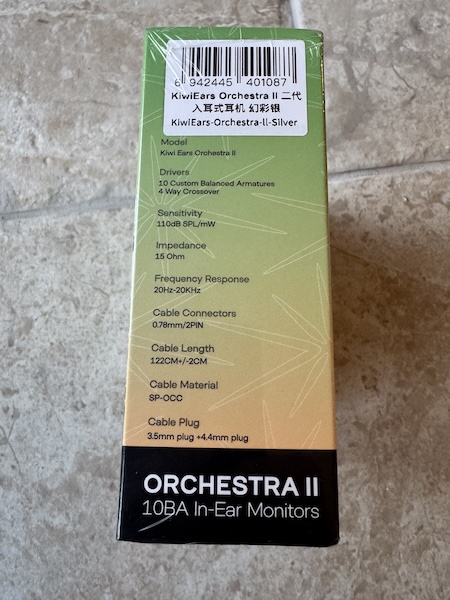 6 942445 401087
KiwiEars Orchestra II 二代
入耳式耳机 幻彩银
KiwiEars-Orchestra-ll-Silver
Model
Kiwi Ears Orchestra II
Drivers
10 Custom Balanced Armatures
4 Way Crossover
Sensitivity
110dB SPL/mW
Impedance
15 Ohm
Frequency Response
20Hz-20KHz
Cable Connectors
0.78mm/2PIN
Cable Length
122CM+/-2CM
Cable Material
SP-OCC
Cable Plug
3.5mm plug +4.4mm plug
ORCHESTRA II
10BA In-Ear Monitors